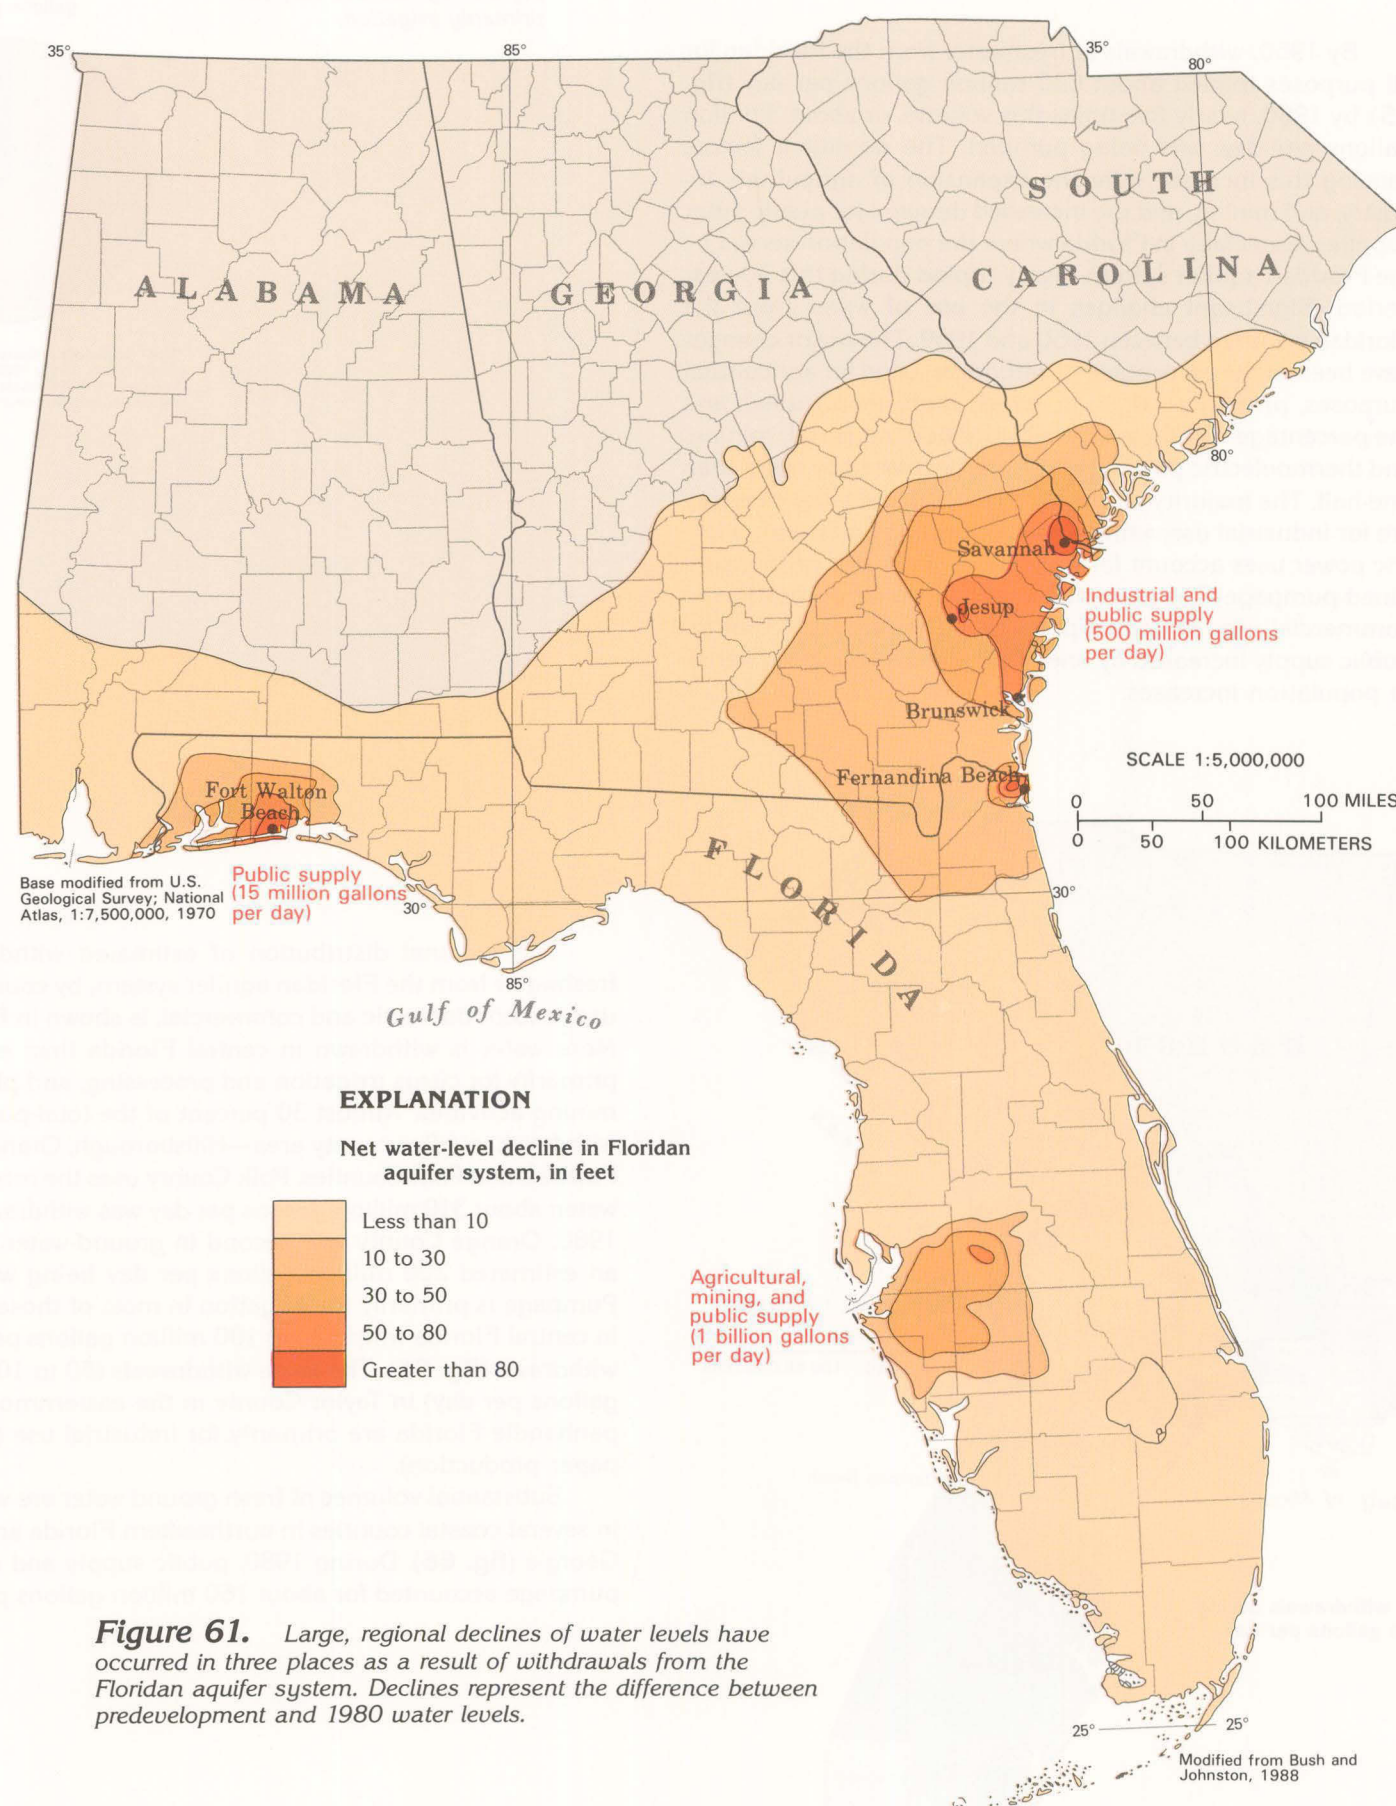 35°
85°
35°
80°
SOUTH
CAROLINA
ALABAMA
GEORGIA
80°
Savannah
Jesup
Industrial and
public supply
(500 million gallons
per day)
Brunswick
Fernandina Beach
SCALE 1:5,000,000
0 50 100 MILES
0 50 100 KILOMETERS
Fort Walton
Beach
FLORIDA
Base modified from U.S.
Geological Survey; National
Atlas, 1:7,500,000, 1970
Public supply
(15 million gallons
per day)
30°
30°
85°
Gulf of Mexico
EXPLANATION
Net water-level decline in Floridan
aquifer system, in feet
Less than 10
10 to 30
30 to 50
50 to 80
Greater than 80
Agricultural,
mining, and
public supply
(1 billion gallons
per day)
Figure 61. Large, regional declines of water levels have
occurred in three places as a result of withdrawals from the
Floridan aquifer system. Declines represent the difference between
predevelopment and 1980 water levels.
25°
25°
Modified from Bush and
Johnston, 1988